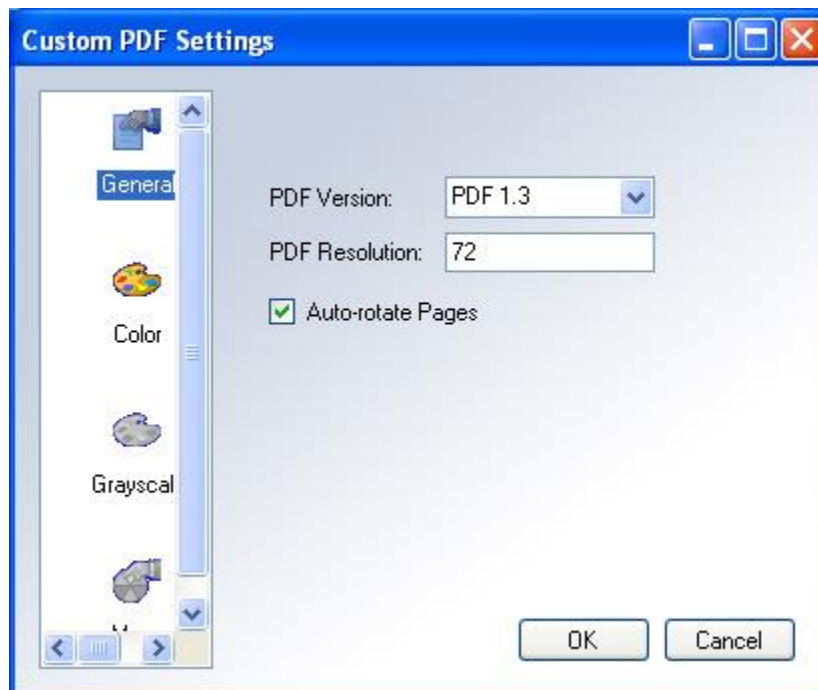 Custom PDF Settings
General
PDF Version:
PDF 1.3
PDF Resolution:
72
Auto-rotate Pages
Color
Grayscal
OK
Cancel